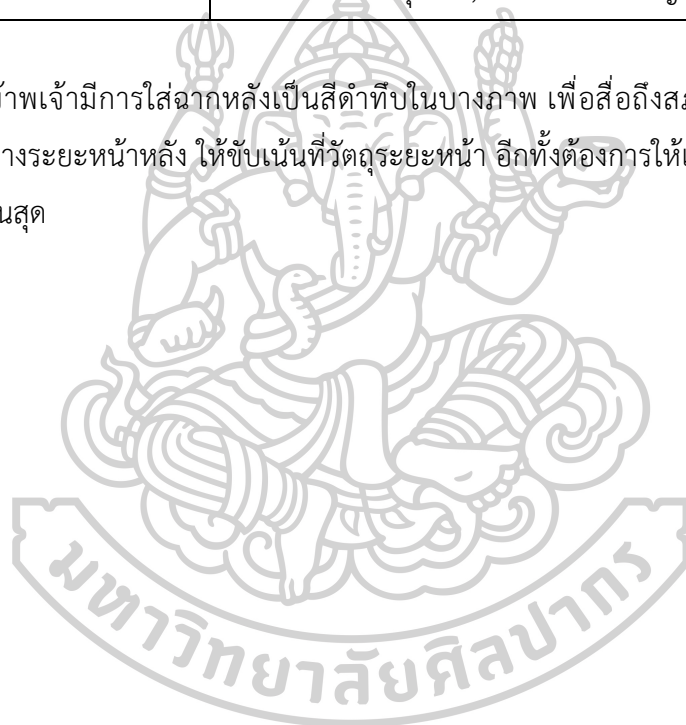 าพเจ้ามีการใส่ฉากหลังเป็นสีดำทึบในบางภาพ เพื่อสื่อถึงสภ
างระยะหน้าหลัง ให้ขับเน้นที่วัตถุระยะหน้า อีกทั้งต้องการให้เ
นสุด
มหาวิทยาลัยศิลปากร